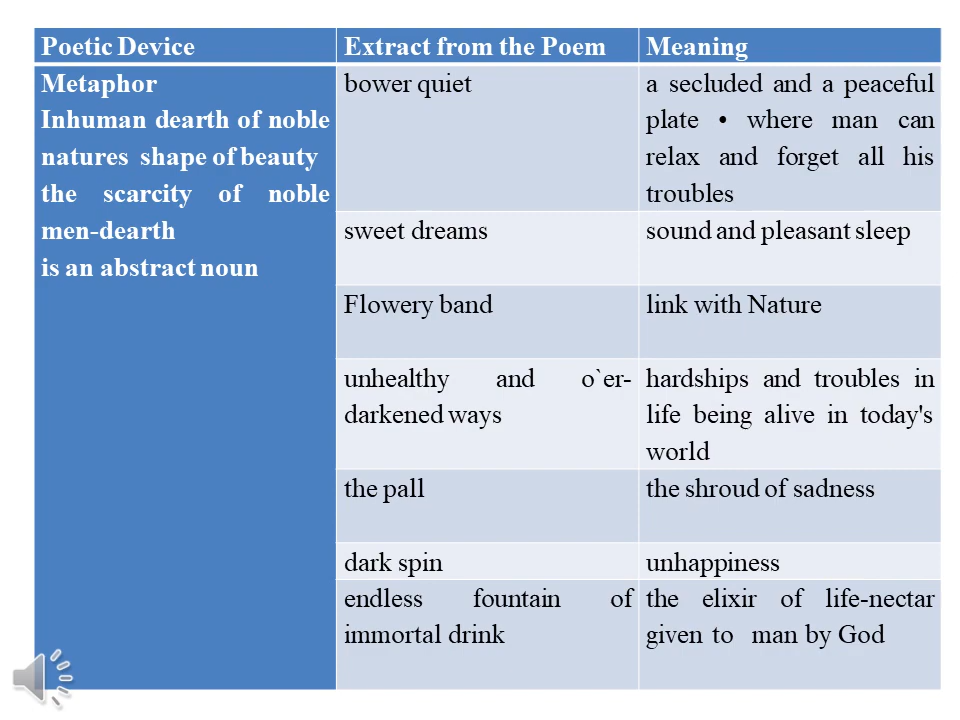 Poetic Device
Extract from the Poem
Meaning
Metaphor
Inhuman dearth of noble
natures shape of beauty
the scarcity of noble
men-dearth
is an abstract noun
bower quiet
a secluded and a peaceful
plate • where man can
relax and forget all his
troubles
sweet dreams
sound and pleasant sleep
Flowery band
link with Nature
unhealthy and o`er-
darkened ways
hardships and troubles in
life being alive in today's
world
the pall
the shroud of sadness
dark spin
unhappiness
endless fountain of
immortal drink
the elixir of life-nectar
given to man by God